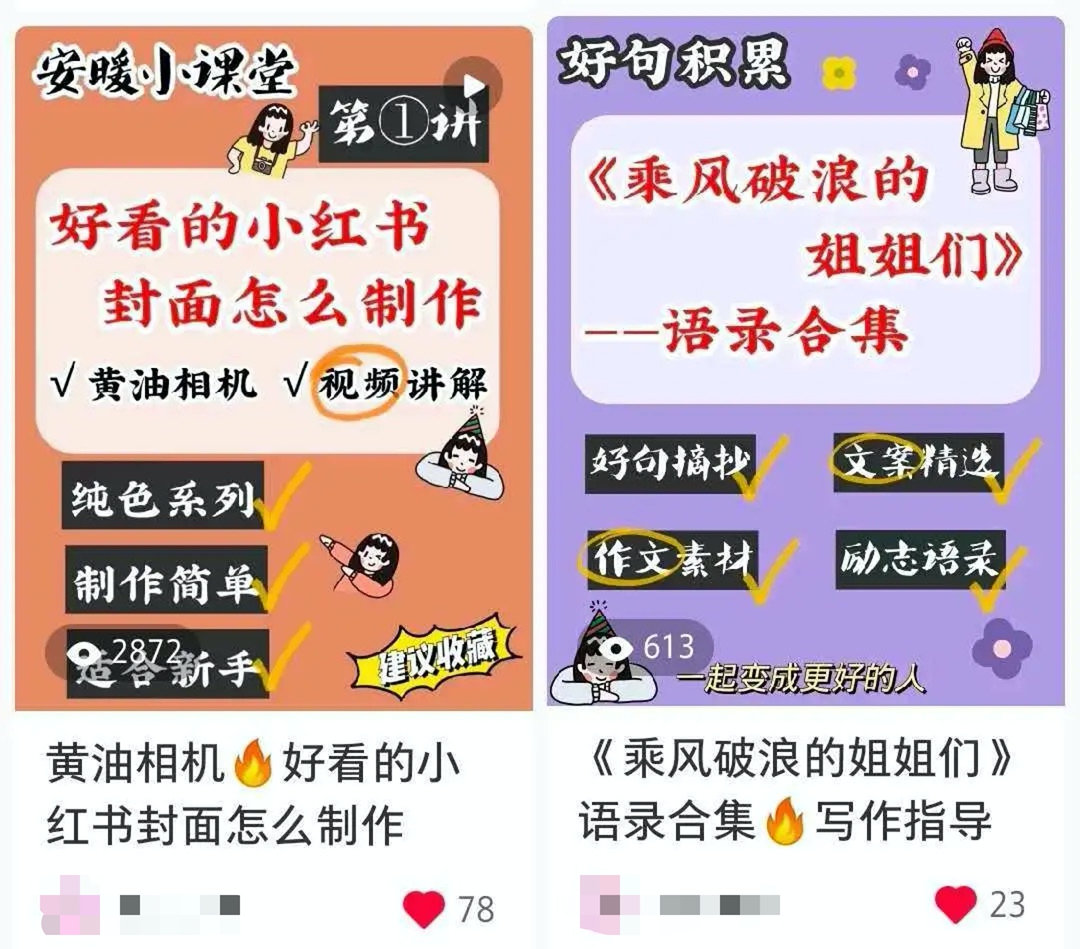 安暖小课堂
第①讲
好看的小红书
封面怎么制作
√黄油相机 √视频讲解
纯色系列
制作简单
适合新手
2872
建议收藏
黄油相机🔥好看的小
红书封面怎么制作
78
好句积累
《乘风破浪的
姐姐们》
——语录合集
好句摘抄
文案精选
作文素材
励志语录
613
一起变成更好的人
《乘风破浪的姐姐们》
语录合集🔥写作指导
23